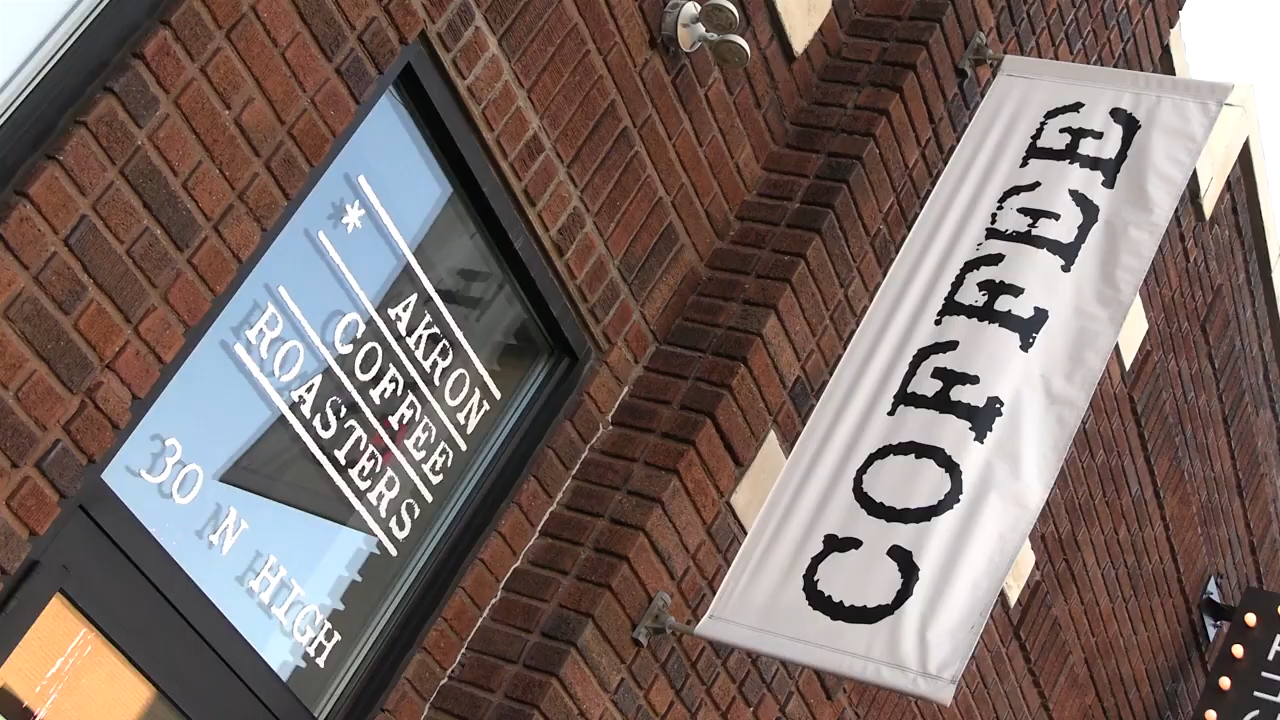 *
AKRON
COFFEE
ROASTERS
30 N HIGH
COFFEE